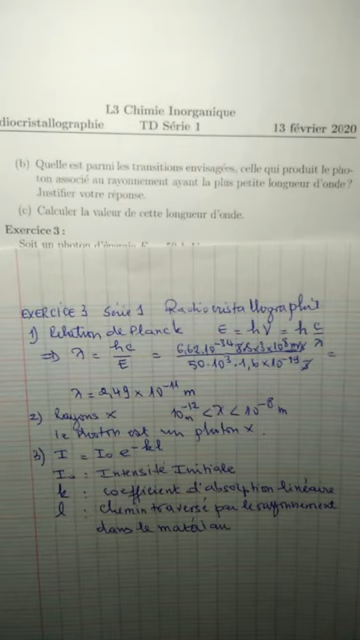 L3 Chimie Inorganique
diocristallographie TD Série 1 13 février 2020
(b) Quelle est parmi les transitions envisagées, celle qui produit le pho-
ton associé au rayonnement ayant la plus petite longueur d'onde?
Justifier votre réponse.
(c) Calculer la valeur de cette longueur d'onde.
Exercice 3 :
Soit un photon d'énergie E
EXERCICE 3 Série 1 Radiocristallographie
1) Relation de Planck E = hν = h c/λ
⇒ λ = hc/E = 6,62.10⁻³⁴ × 3×10⁸ / 50.10³.1,6×10⁻¹⁹ =
λ = 2,49 × 10⁻¹¹ m
2) Rayons X 10⁻¹² m < λ < 10⁻⁸ m
le photon est un photon X.
3) I = I₀ e⁻ᵏˡ
I₀ : Intensité Initiale
k : coefficient d'absolption linéaire
l : chemin traversé par le rayonnement
dans le matériau